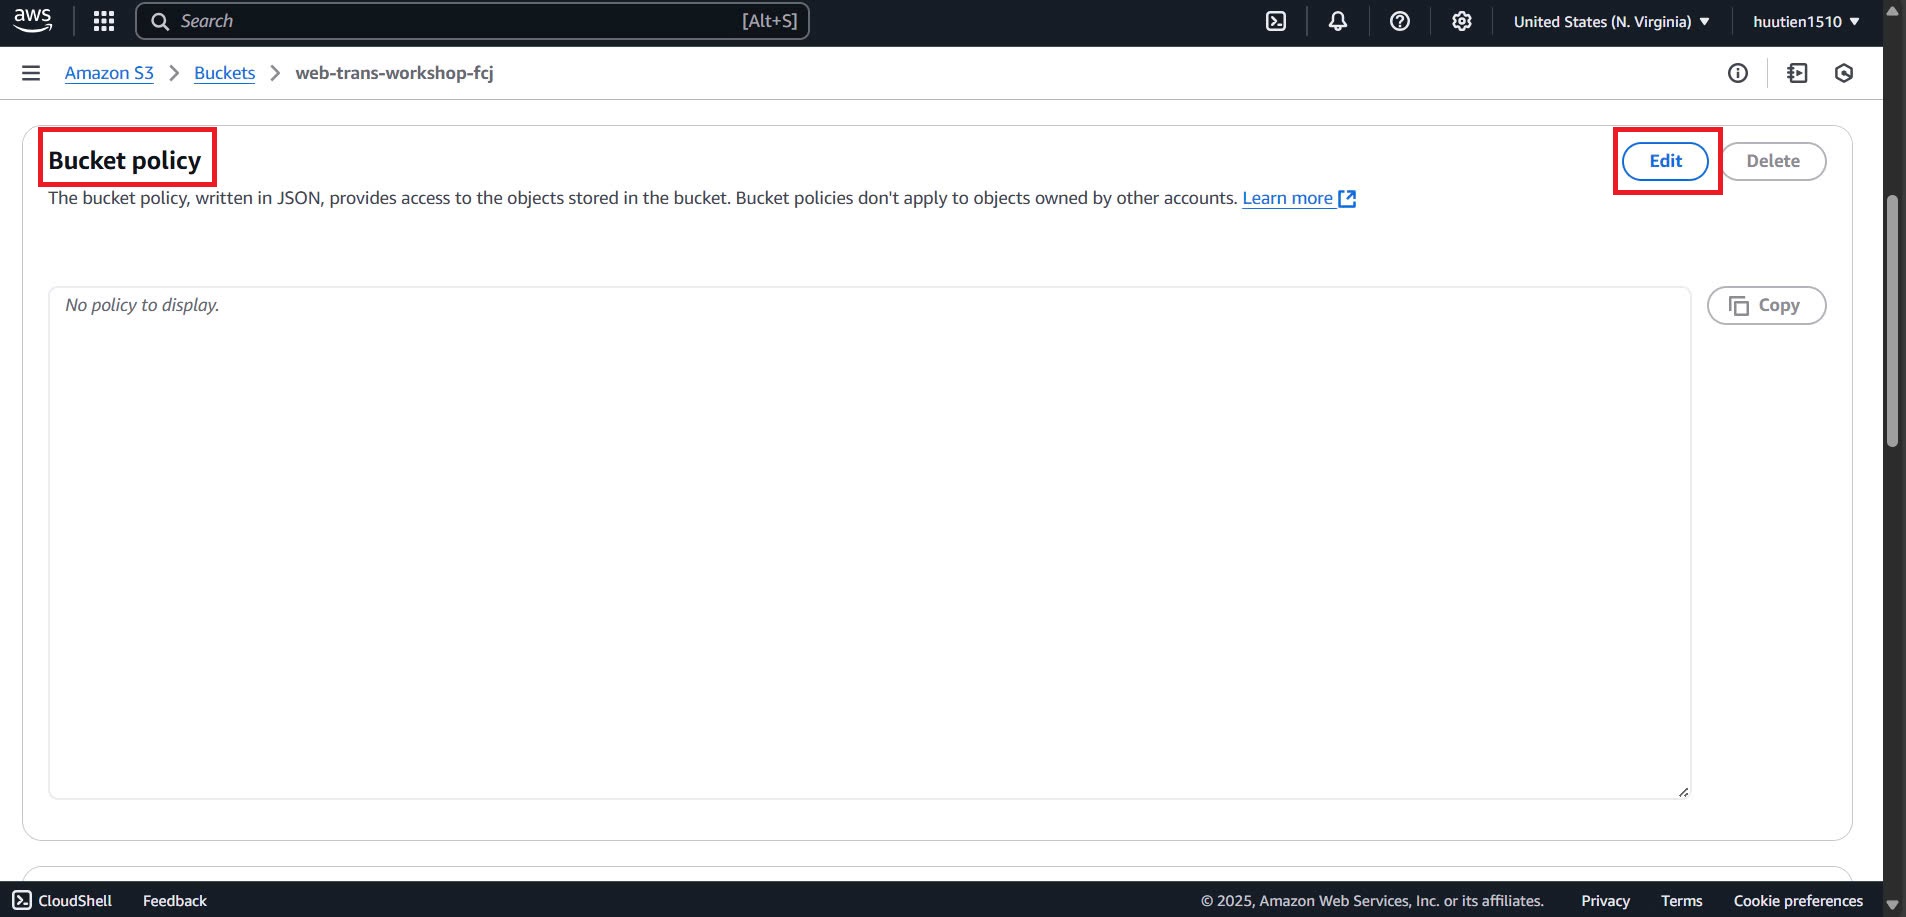 aws
Search [Alt+S]
United States (N. Virginia)
huutien1510
Amazon S3
Buckets
web-trans-workshop-fcj
Bucket policy
Edit
Delete
The bucket policy, written in JSON, provides access to the objects stored in the bucket. Bucket policies don't apply to objects owned by other accounts. Learn more
No policy to display.
Copy
CloudShell
Feedback
© 2025, Amazon Web Services, Inc. or its affiliates.
Privacy
Terms
Cookie preferences